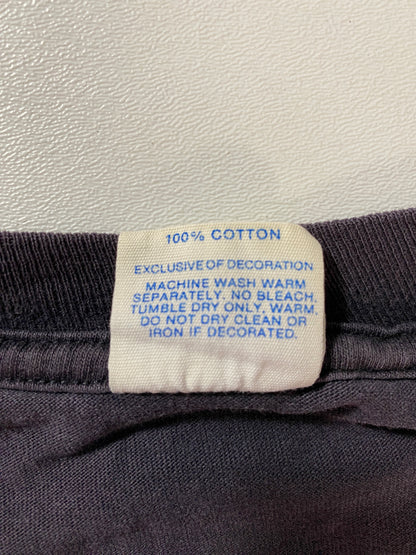 100% COTTON
EXCLUSIVE OF DECORATION
MACHINE WASH WARM
SEPARATELY. NO BLEACH.
TUMBLE DRY ONLY, WARM.
DO NOT DRY CLEAN OR
IRON IF DECORATED.